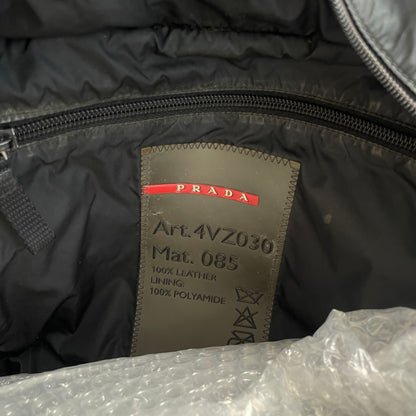 PRADA
Art.4VZ030
Mat. 085
100% LEATHER
LINING:
100% POLYAMIDE